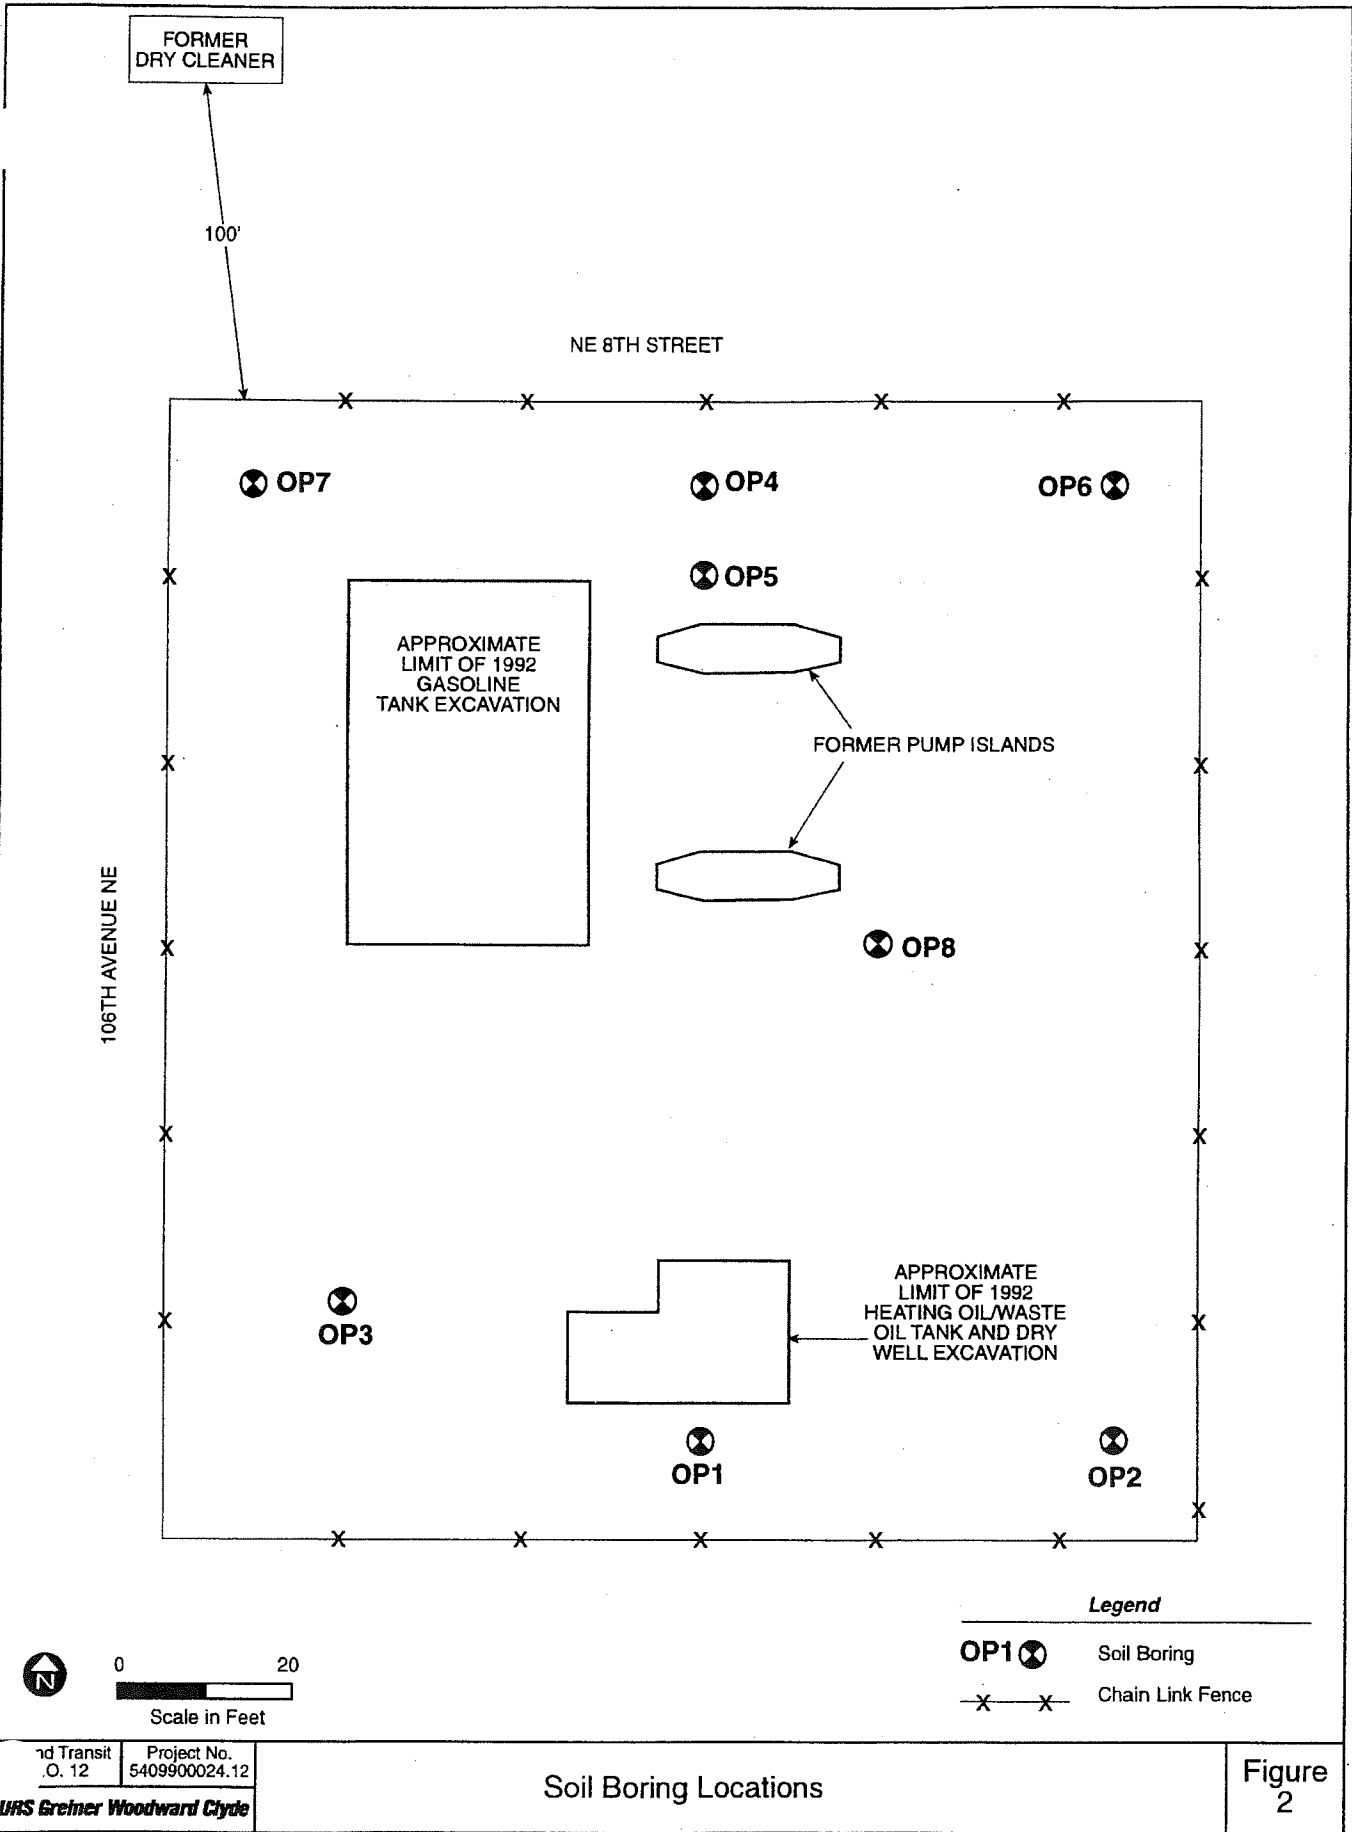 FORMER
DRY CLEANER
100'
NE 8TH STREET
OP7
OP4
OP6
OP5
APPROXIMATE
LIMIT OF 1992
GASOLINE
TANK EXCAVATION
FORMER PUMP ISLANDS
106TH AVENUE NE
OP8
APPROXIMATE
LIMIT OF 1992
HEATING OIL/WASTE
OIL TANK AND DRY
WELL EXCAVATION
OP3
OP1
OP2
Legend
OP1 Soil Boring
X X Chain Link Fence
N
0 20
Scale in Feet
nd Transit
.O. 12
Project No.
5409900024.12
URS Greiner Woodward Clyde
Soil Boring Locations
Figure
2